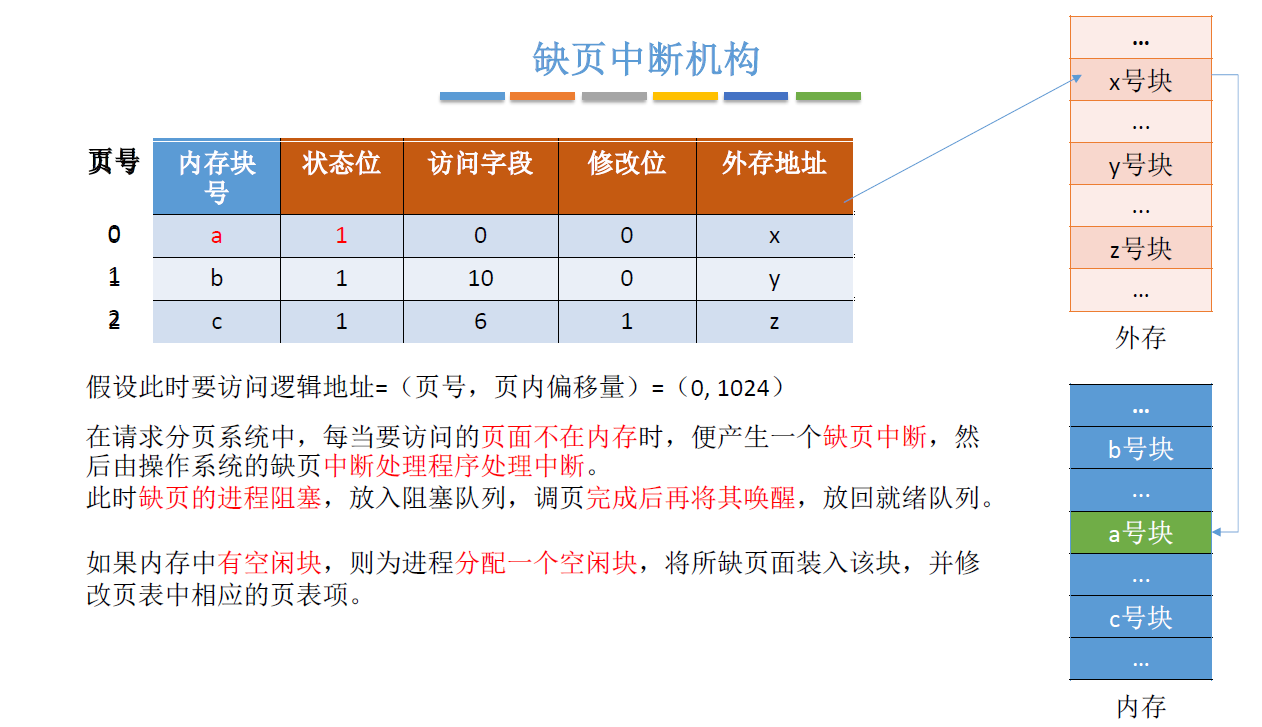 缺页中断机构
页号 内存块号 状态位 访问字段 修改位 外存地址
0 a 1 0 0 x
1 b 1 10 0 y
2 c 1 6 1 z
假设此时要访问逻辑地址=（页号，页内偏移量）=（0, 1024）
在请求分页系统中，每当要访问的页面不在内存时，便产生一个缺页中断，然
后由操作系统的缺页中断处理程序处理中断。
此时缺页的进程阻塞，放入阻塞队列，调页完成后再将其唤醒，放回就绪队列。
如果内存中有空闲块，则为进程分配一个空闲块，将所缺页面装入该块，并修
改页表中相应的页表项。
...
x号块
...
y号块
...
z号块
...
外存
...
b号块
...
a号块
...
c号块
...
内存